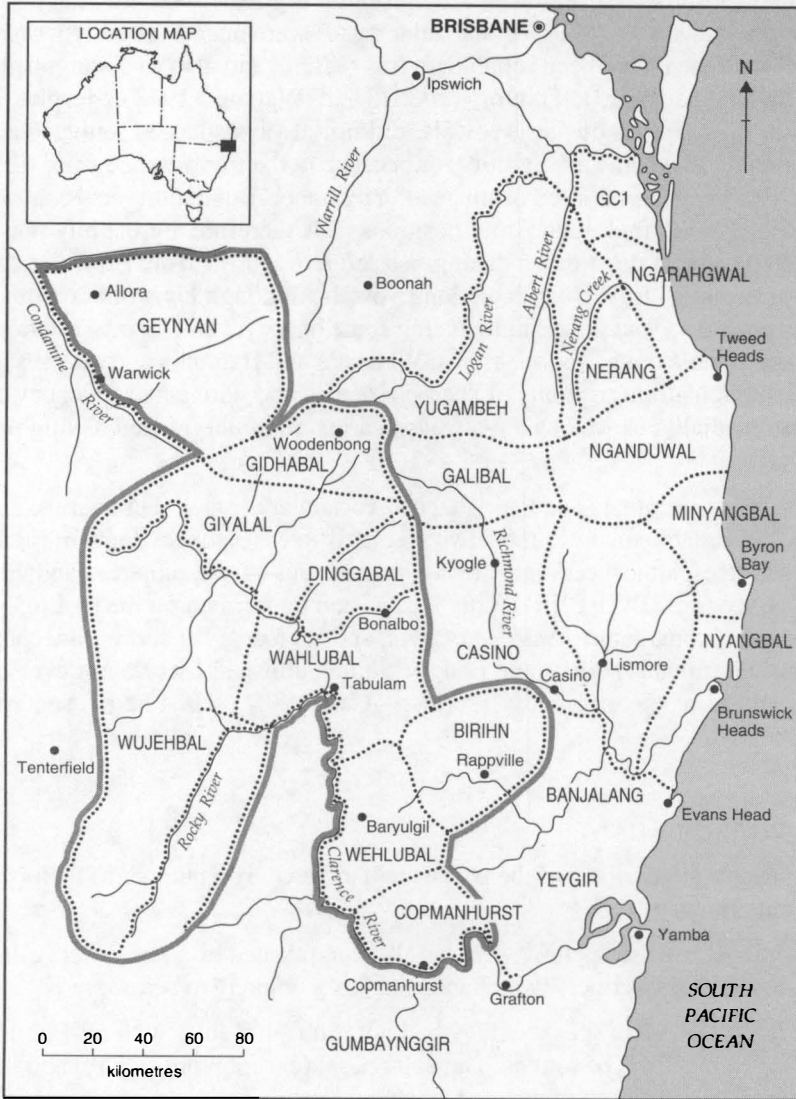 LOCATION MAP
BRISBANE
Ipswich
N
Warrill River
GC1
Allora
Boonah
Logan River
Albert River
Nerang Creek
NGARAHGWAL
GEYNYAN
Condamine
River
Warwick
Tweed
Heads
NERANG
YUGAMBEH
Woodenbong
GIDHABAL
NGANDUWAL
GALIBAL
GIYALAL
MINYANGBAL
Kyogle
Richmond River
Byron
Bay
DINGGABAL
Bonalbo
WAHLUBAL
CASINO
Lismore
NYANGBAL
Tabulam
Casino
Brunswick
Heads
WUJEHBAL
BIRIHN
Tenterfield
Rappville
Rocky River
BANJALANG
Evans Head
Baryulgil
WEHLUBAL
YEYGIR
Clarence
River
COPMANHURST
Yamba
Copmanhurst
Grafton
SOUTH
PACIFIC
OCEAN
0 20 40 60 80
kilometres
GUMBAYNGGIR